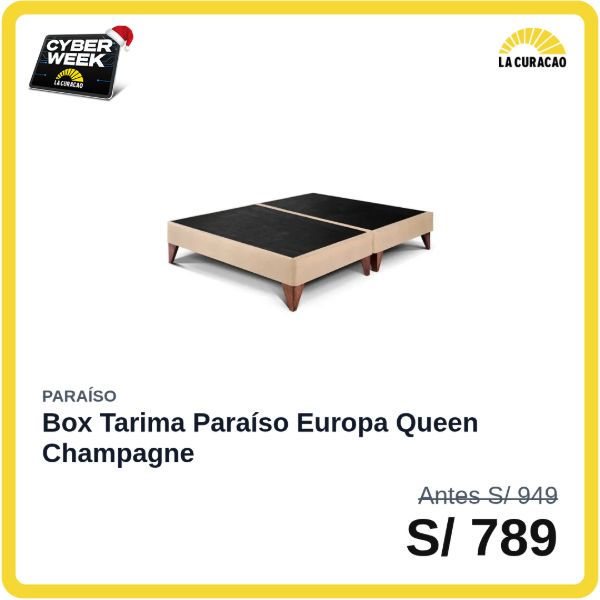 CYBER
WEEK
LA CURACAO
LA CURACAO
PARAÍSO
Box Tarima Paraíso Europa Queen
Champagne
Antes S/ 949
S/ 789